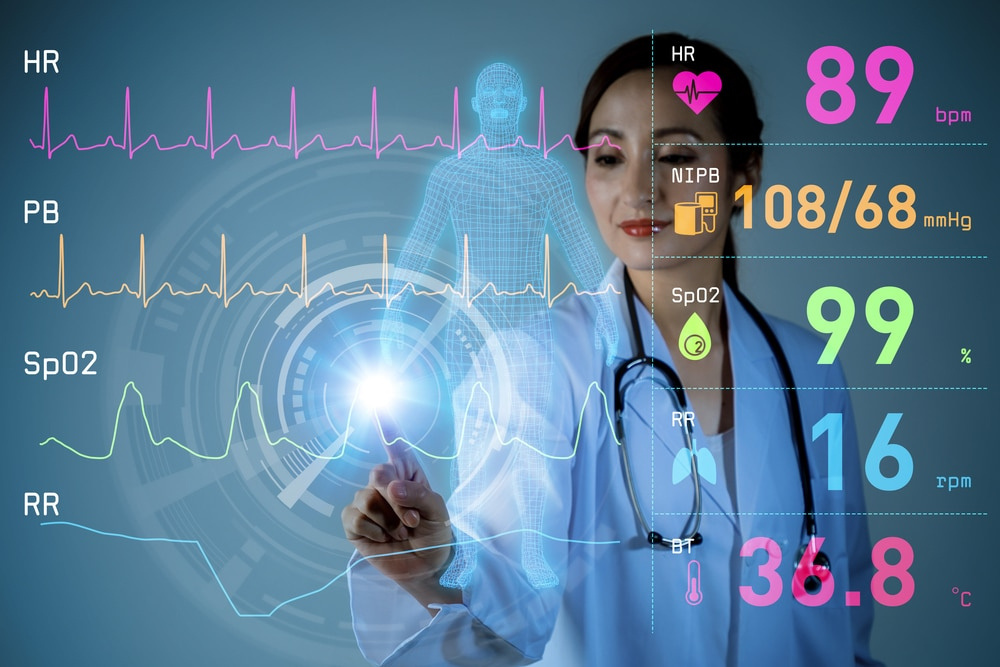 HR
PB
SpO2
RR
HR
89 bpm
NIPB
108/68 mmHg
SpO2
2
99 %
RR
16 rpm
BT
36.8 °C